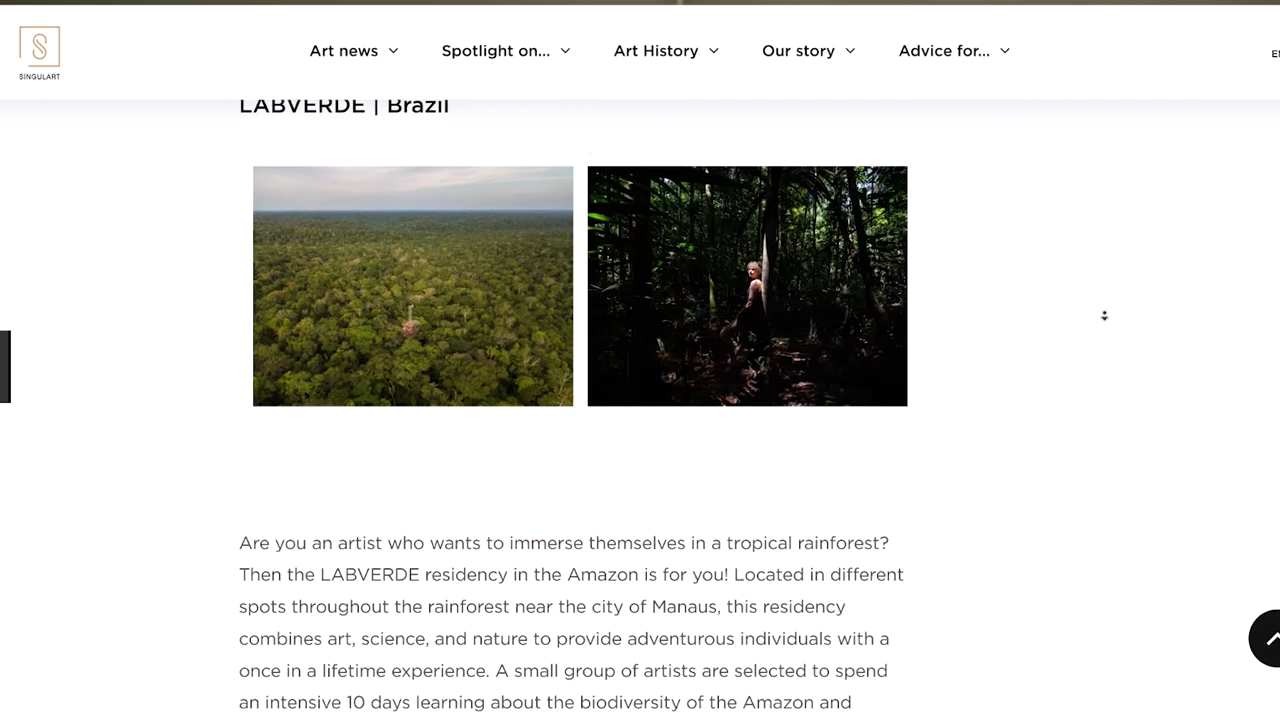 SINGULART
Art news
Spotlight on...
Art History
Our story
Advice for...
LABVERDE | Brazil
Are you an artist who wants to immerse themselves in a tropical rainforest?
Then the LABVERDE residency in the Amazon is for you! Located in different
spots throughout the rainforest near the city of Manaus, this residency
combines art, science, and nature to provide adventurous individuals with a
once in a lifetime experience. A small group of artists are selected to spend
an intensive 10 days learning about the biodiversity of the Amazon and